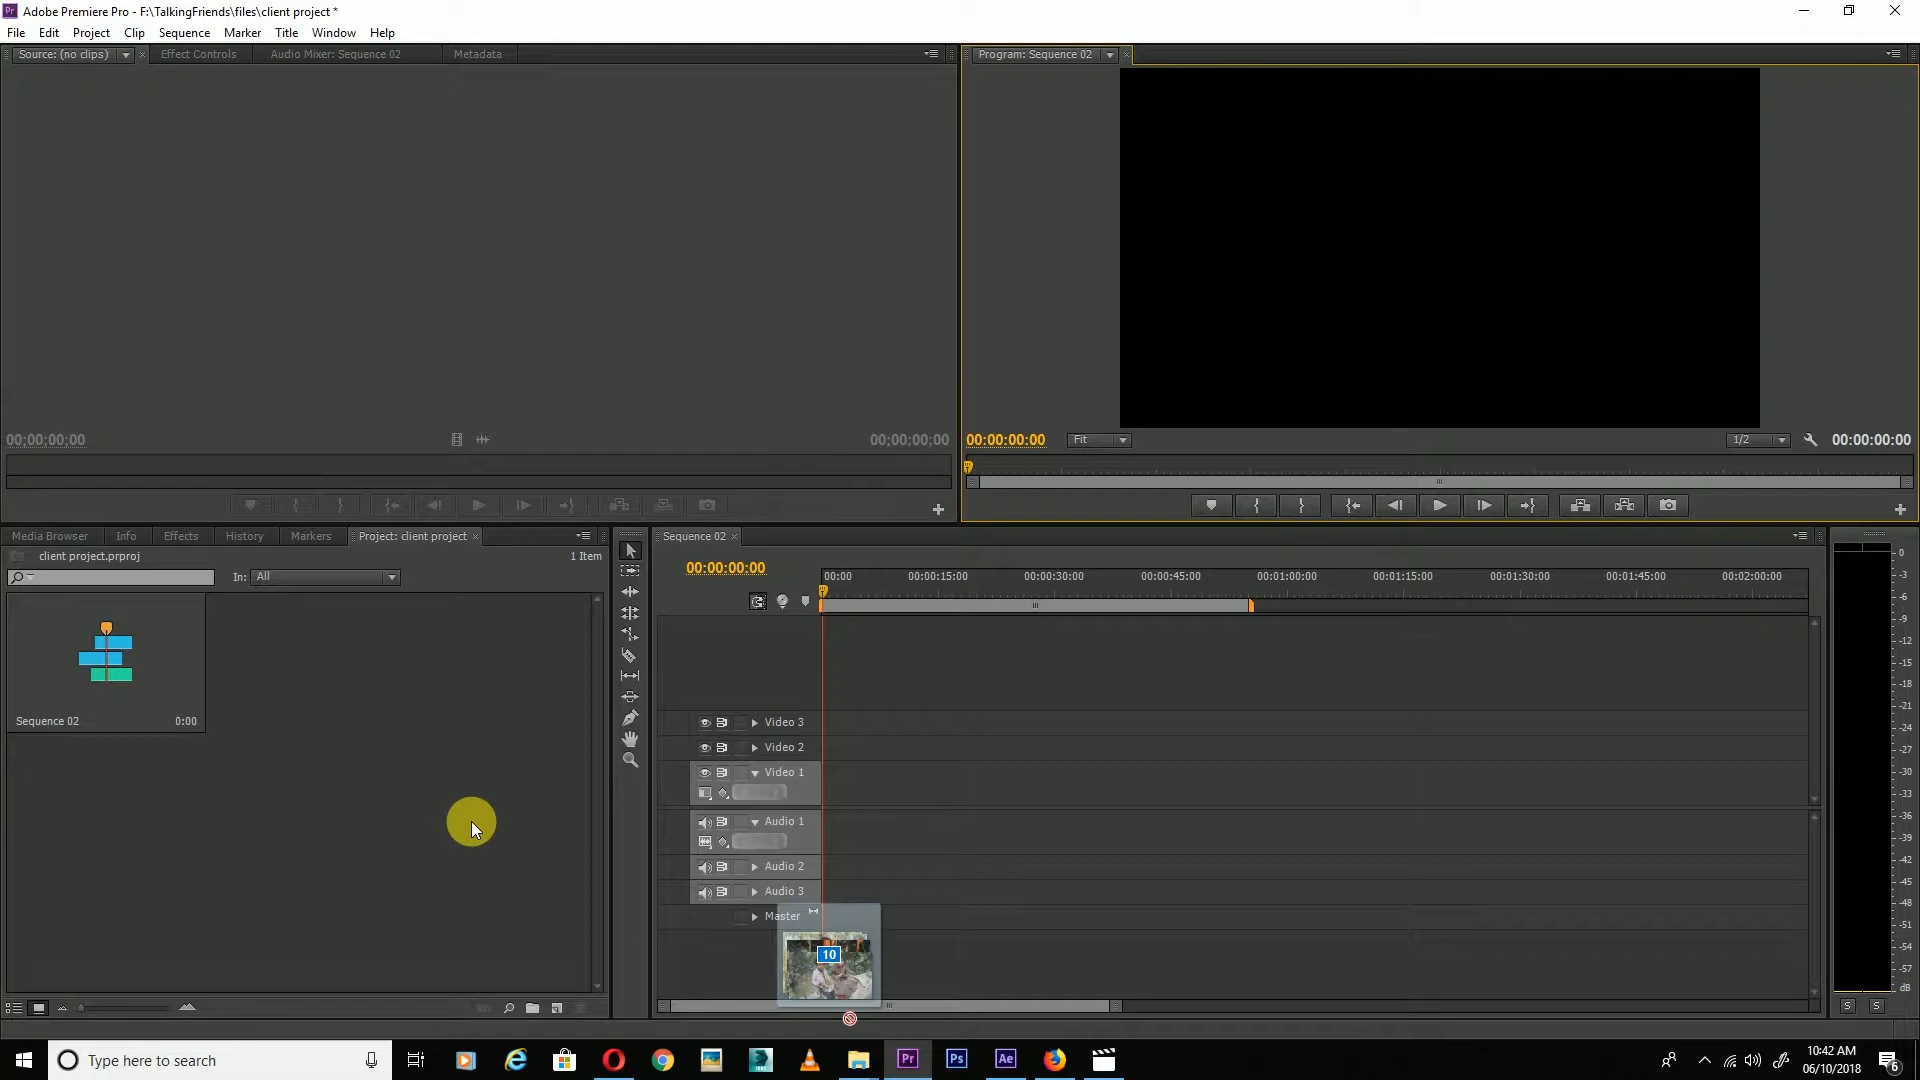 Adobe Premiere Pro - F:\TalkingFriends\files\client project *
File Edit Project Clip Sequence Marker Title Window Help
Source: (no clips) Effect Controls Audio Mixer: Sequence 02 Metadata
Program: Sequence 02
00;00;00;00 00;00;00;00
00:00:00:00 Fit 1/2 00:00:00:00
Media Browser Info Effects History Markers Project: client project
client project.prproj 1 Item
In: All
Sequence 02 0:00
Sequence 02
00:00:00:00
00:00 00:00:15:00 00:00:30:00 00:00:45:00 00:01:00:00 00:01:15:00 00:01:30:00 00:01:45:00 00:02:00:00
Video 3
Video 2
Video 1
Audio 1
Audio 2
Audio 3
Master
10
0
-3
-6
-9
-12
-15
-18
-21
-24
-27
-30
-33
-36
-39
-42
-45
-48
-51
-54
-57
dB
S S
Type here to search
Pr Ps Ae
10:42 AM
06/10/2018
6